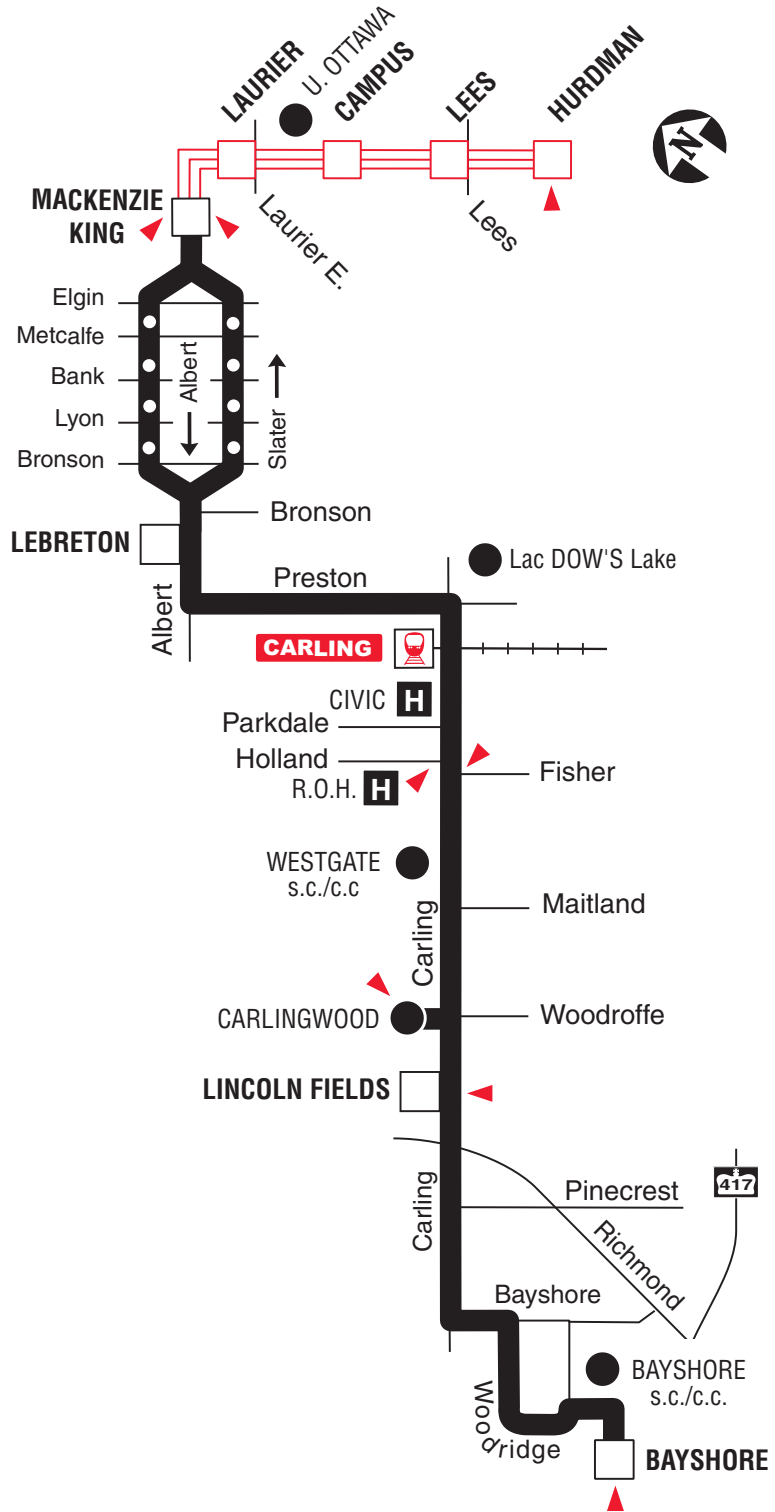 LAURIER
U. OTTAWA
CAMPUS
LEES
HURDMAN
N
MACKENZIE
KING
Laurier E.
Lees
Elgin
Metcalfe
Bank
Lyon
Bronson
Albert
Slater
Bronson
LEBRETON
Albert
Preston
Lac DOW'S Lake
CARLING
CIVIC H
Parkdale
Holland
R.O.H. H
Fisher
WESTGATE
s.c./c.c
Carling
Maitland
CARLINGWOOD
Woodroffe
LINCOLN FIELDS
Carling
Pinecrest
417
Richmond
Bayshore
BAYSHORE
s.c./c.c.
Woodridge
BAYSHORE